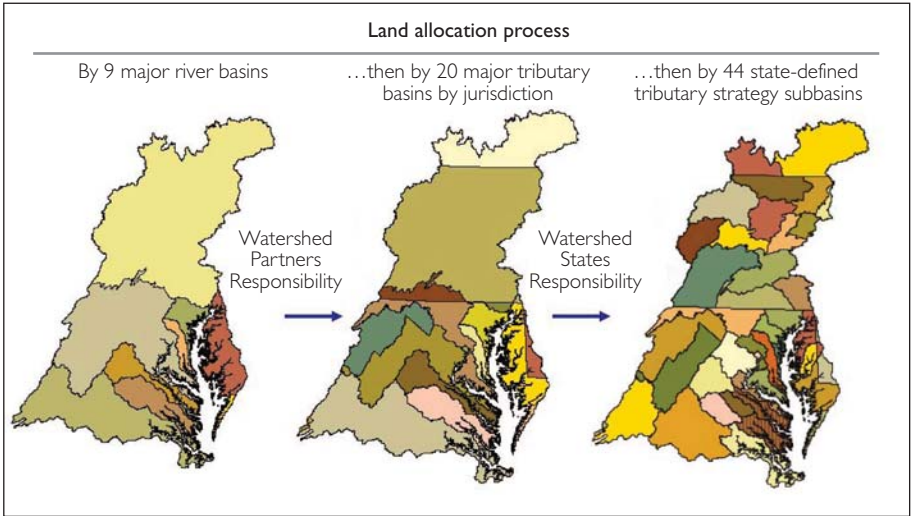 Land allocation process
By 9 major river basins
…then by 20 major tributary
basins by jurisdiction
…then by 44 state-defined
tributary strategy subbasins
Watershed
Partners
Responsibility
Watershed
States
Responsibility